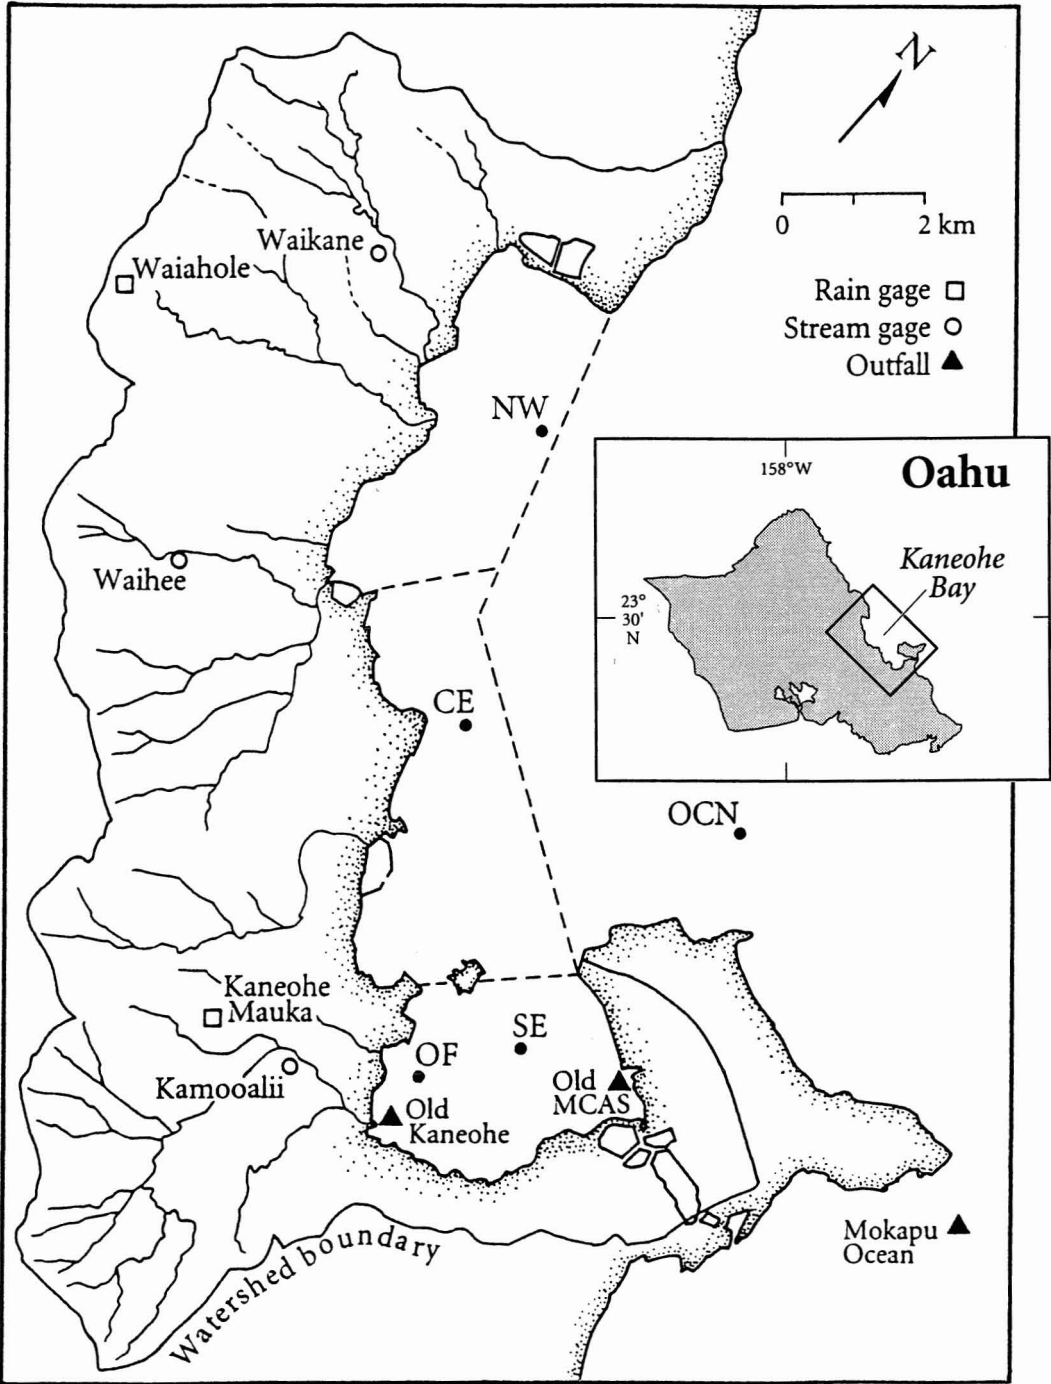 N
0 2 km
Rain gage
Stream gage
Outfall
Waikane
Waiahole
NW
158°W
Oahu
Kaneohe
Bay
23°
30'
N
Waihee
CE
OCN
Kaneohe
Mauka
SE
OF
Kamooalii
Old
MCAS
Old
Kaneohe
Mokapu
Ocean
Watershed boundary